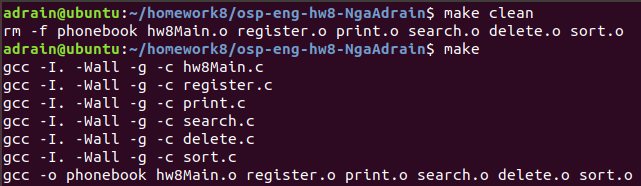 adrain@ubuntu:~/homework8/osp-eng-hw8-NgaAdrain$ make clean
rm -f phonebook hw8Main.o register.o print.o search.o delete.o sort.o
adrain@ubuntu:~/homework8/osp-eng-hw8-NgaAdrain$ make
gcc -I. -Wall -g -c hw8Main.c
gcc -I. -Wall -g -c register.c
gcc -I. -Wall -g -c print.c
gcc -I. -Wall -g -c search.c
gcc -I. -Wall -g -c delete.c
gcc -I. -Wall -g -c sort.c
gcc -o phonebook hw8Main.o register.o print.o search.o delete.o sort.o